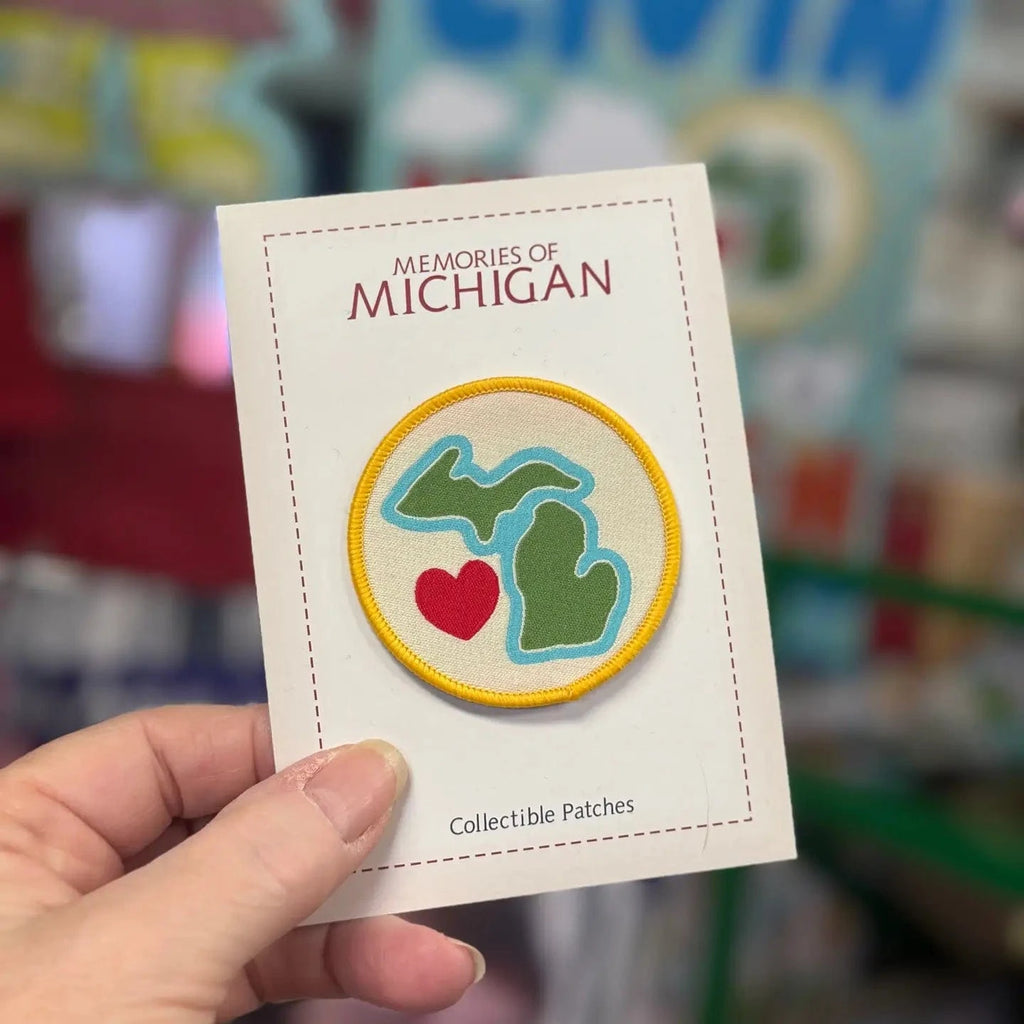 MEMORIES OF
MICHIGAN
Collectible Patches